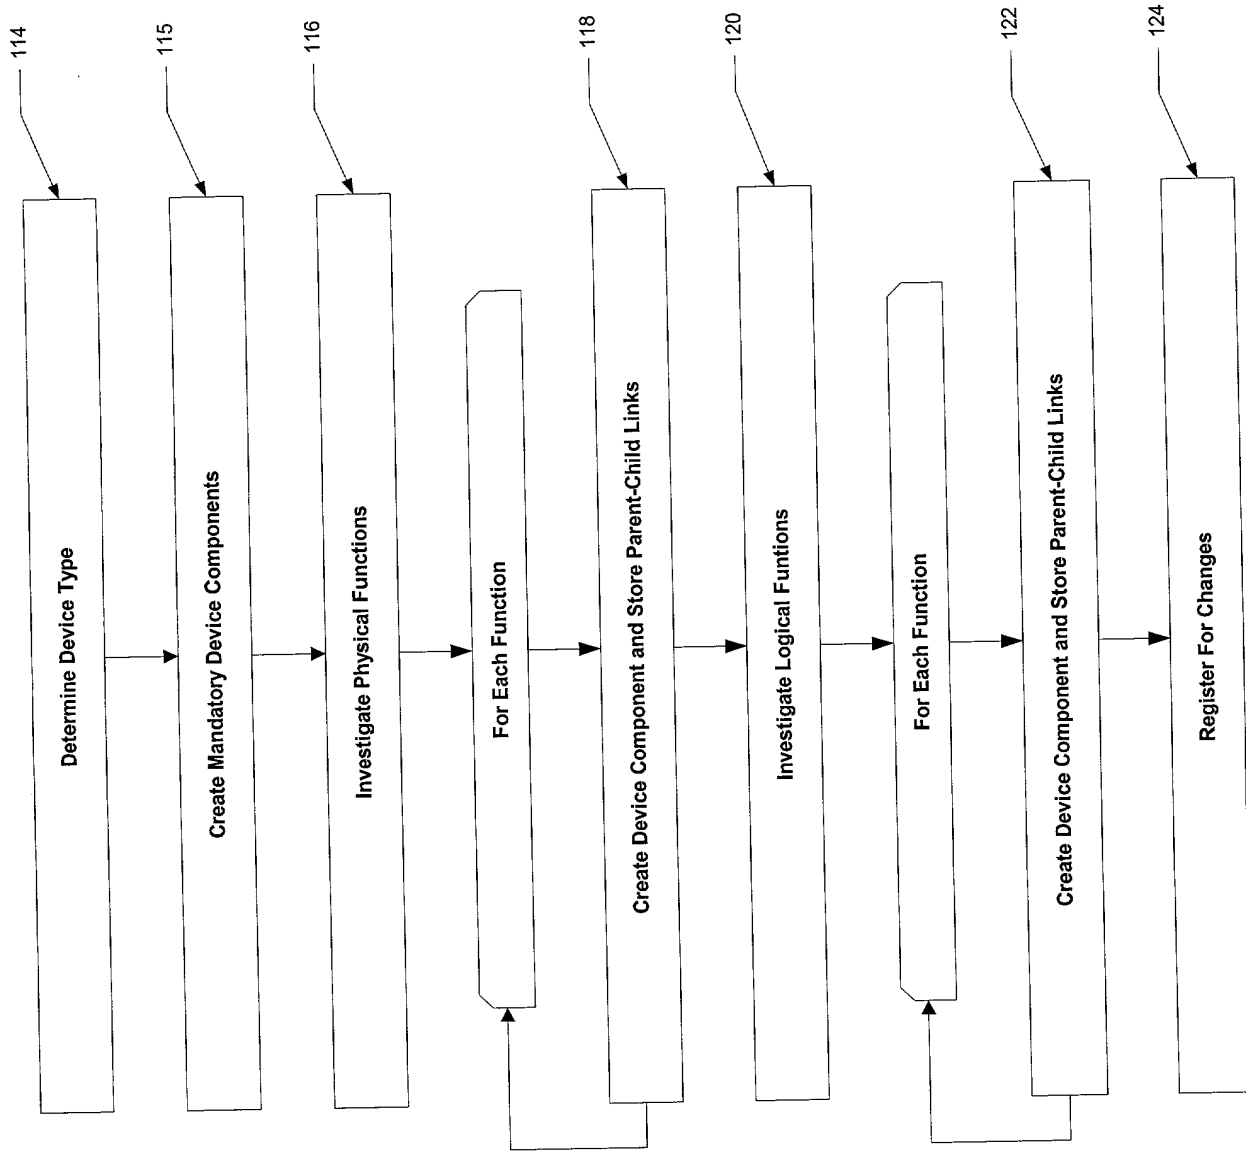 Determine Device Type
114
Create Mandatory Device Components
115
Investigate Physical Functions
116
For Each Function
Create Device Component and Store Parent-Child Links
118
Investigate Logical Funtions
120
For Each Function
Create Device Component and Store Parent-Child Links
122
Register For Changes
124